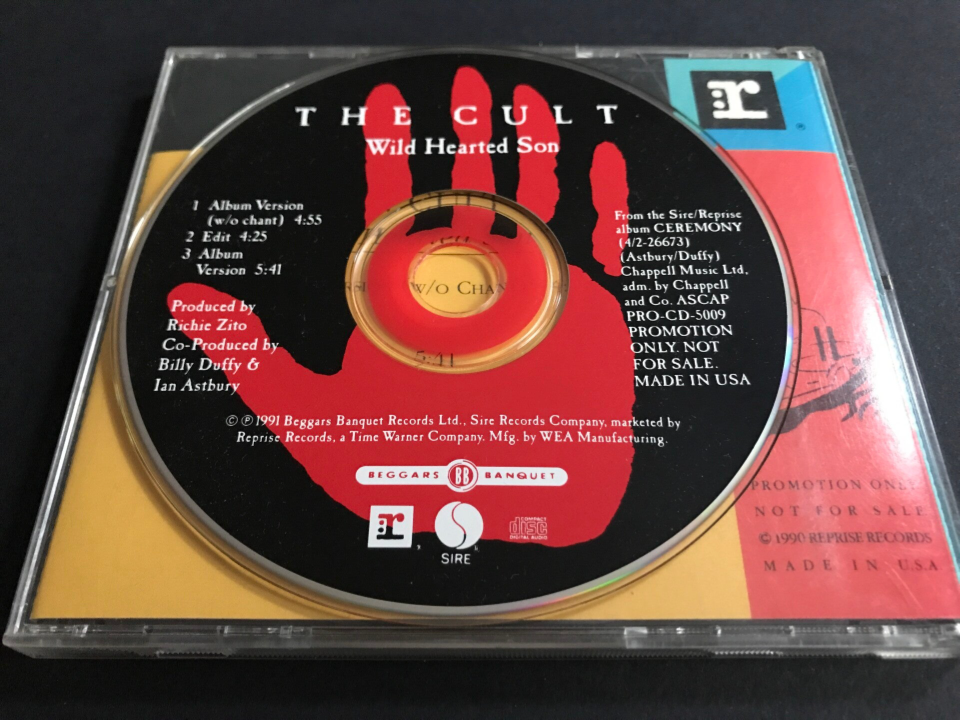 THE CULT
Wild Hearted Son
1 Album Version
(w/o chant) 4:55
2 Edit 4:25
3 Album
Version 5:41
Produced by
Richie Zito
Co-Produced by
Billy Duffy &
Ian Astbury
From the Sire/Reprise
album CEREMONY
(4/2-26673)
(Astbury/Duffy)
Chappell Music Ltd,
adm. by Chappell
and Co. ASCAP
PRO-CD-5009
PROMOTION
ONLY. NOT
FOR SALE.
MADE IN USA
W/O CHAN
5:41
© ℗ 1991 Beggars Banquet Records Ltd., Sire Records Company, marketed by
Reprise Records, a Time Warner Company. Mfg. by WEA Manufacturing.
BEGGARS BB BANQUET
:r
SIRE
COMPACT
disc
DIGITAL AUDIO
:r
®
PROMOTION ON
NOT FOR SALE
© 1990 REPRISE RECORDS
MADE IN U.S.A